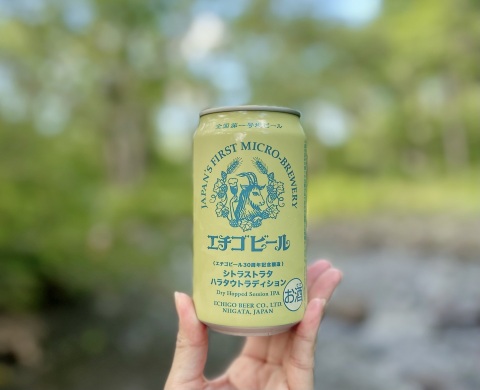 全国第一号地ビール
JAPAN'S FIRST MICRO-BREWERY
エチゴビール
(エチゴビール30周年記念醸造)
シトラストラタ
ハラタウトラディション
Dry Hopped Session IPA
お酒
ECHIGO BEER CO., LTD.
NIIGATA, JAPAN